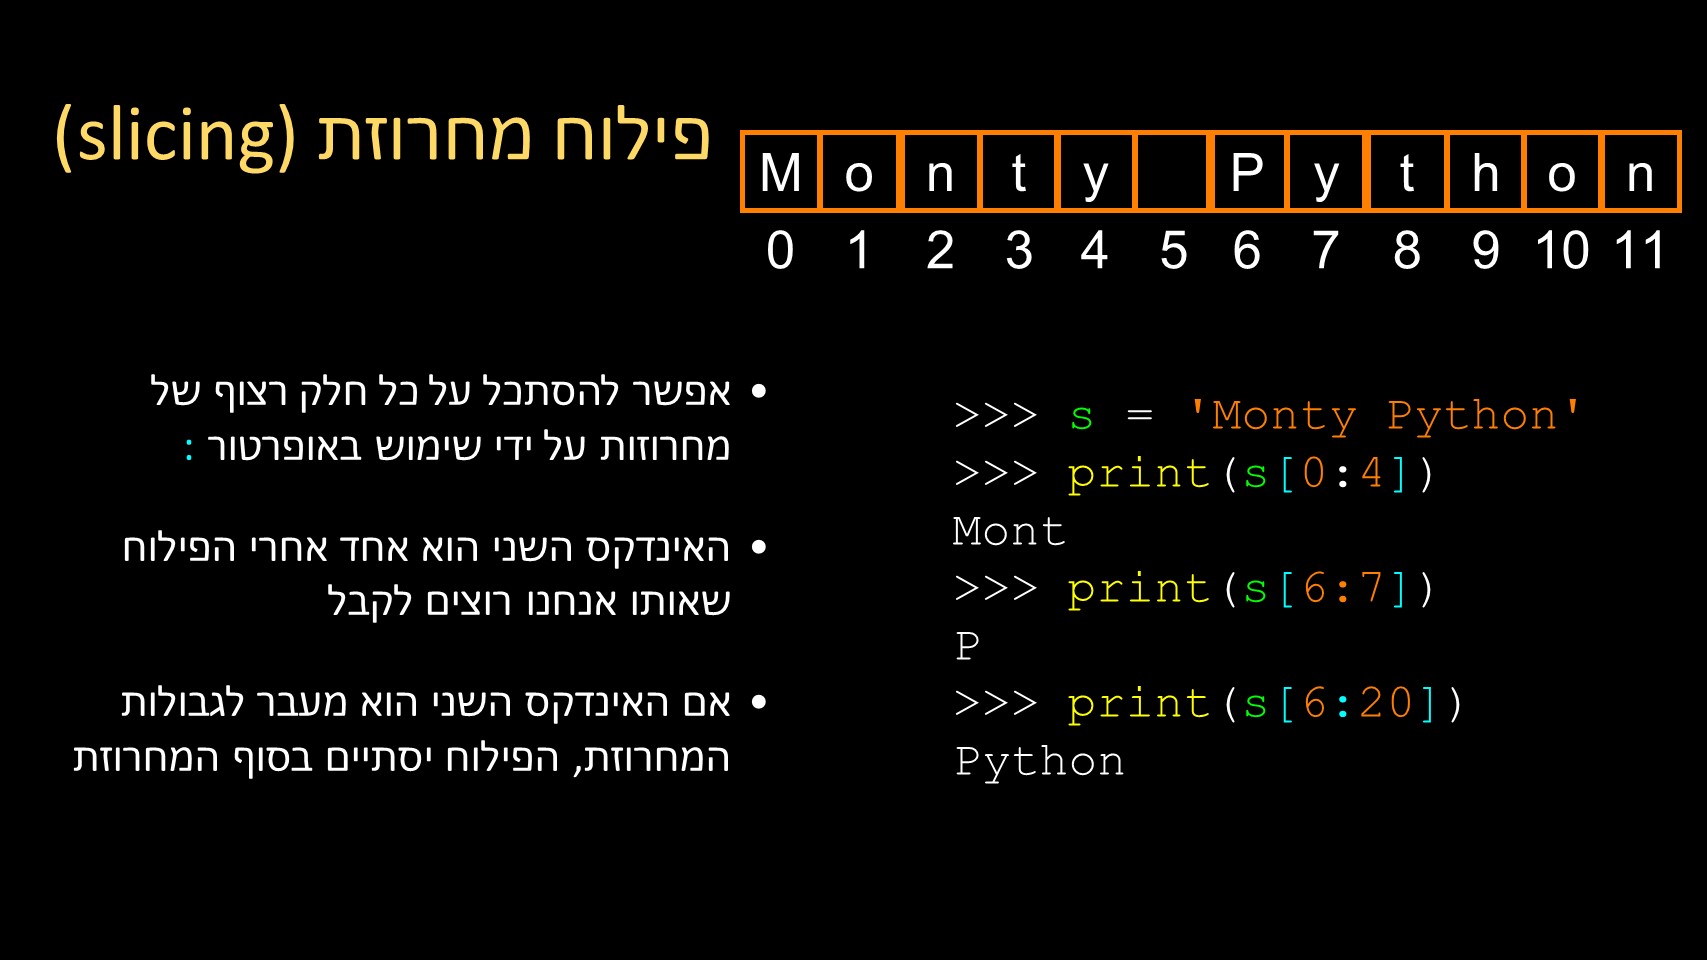 פילוח מחרוזת (slicing)
M o n t y P y t h o n
0 1 2 3 4 5 6 7 8 9 10 11
• אפשר להסתכל על כל חלק רצוף של
מחרוזות על ידי שימוש באופרטור :
• האינדקס השני הוא אחד אחרי הפילוח
שאותו אנחנו רוצים לקבל
• אם האינדקס השני הוא מעבר לגבולות
המחרוזת, הפילוח יסתיים בסוף המחרוזת
>>> s = 'Monty Python'
>>> print(s[0:4])
Mont
>>> print(s[6:7])
P
>>> print(s[6:20])
Python